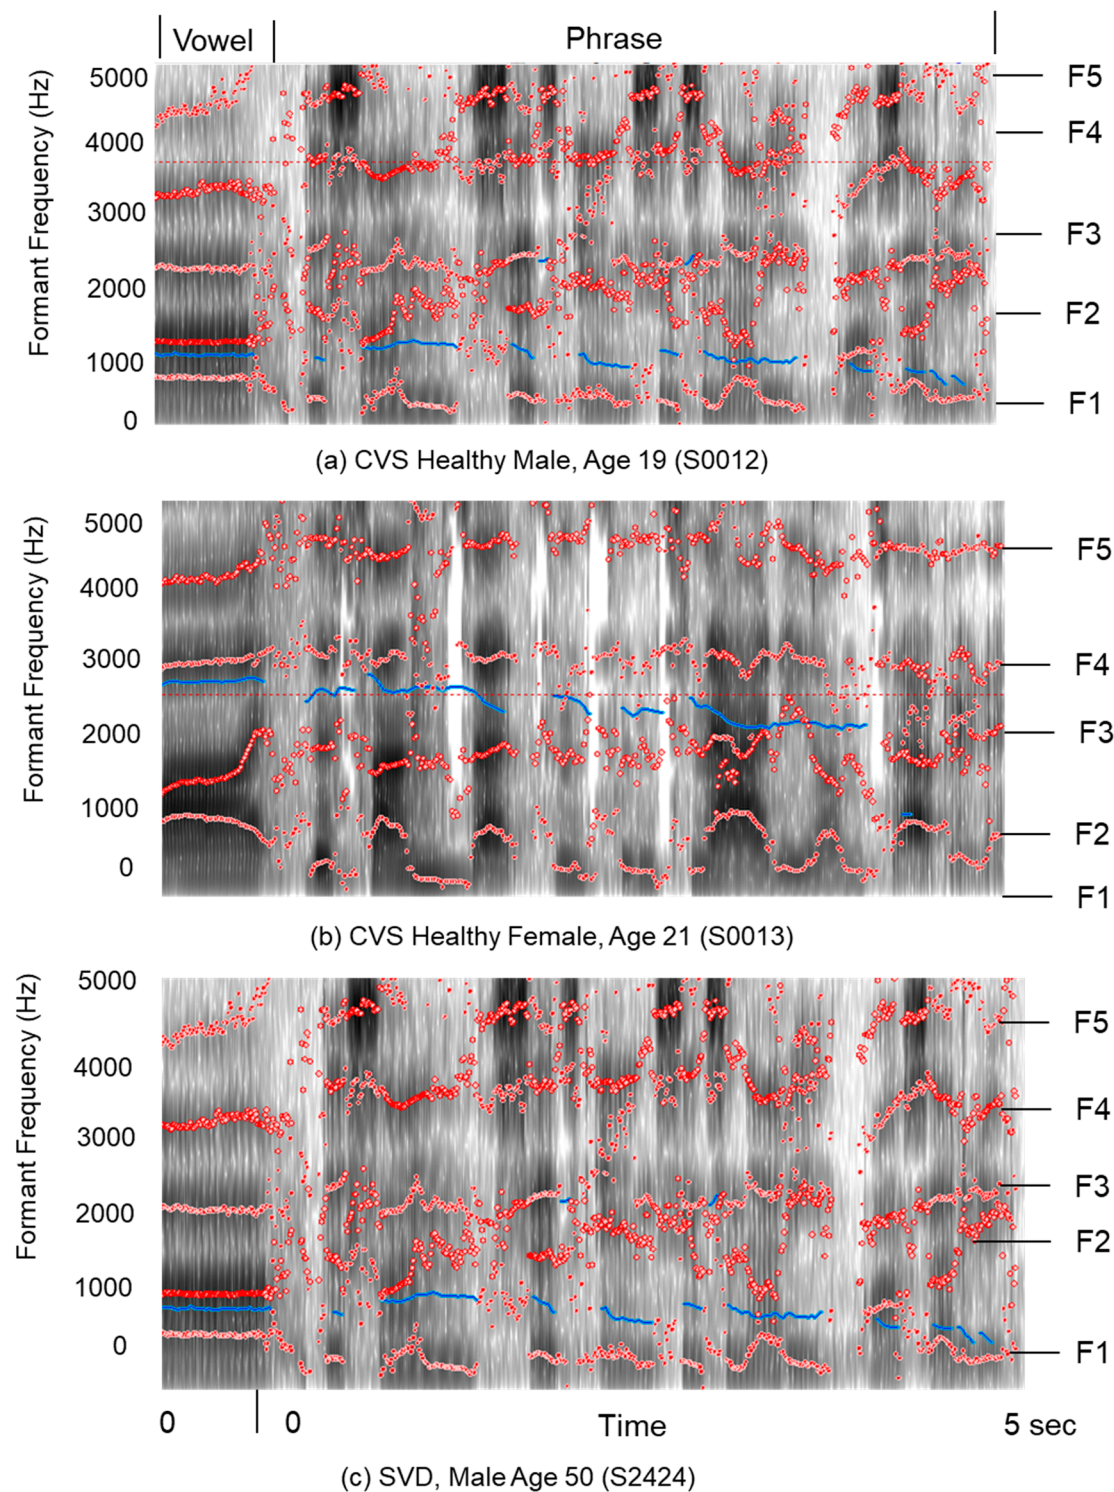 Vowel Phrase
Formant Frequency (Hz)
5000
4000
3000
2000
1000
0
F5
F4
F3
F2
F1
(a) CVS Healthy Male, Age 19 (S0012)
Formant Frequency (Hz)
5000
4000
3000
2000
1000
0
F5
F4
F3
F2
F1
(b) CVS Healthy Female, Age 21 (S0013)
Formant Frequency (Hz)
5000
4000
3000
2000
1000
0
F5
F4
F3
F2
F1
0 0 Time 5 sec
(c) SVD, Male Age 50 (S2424)